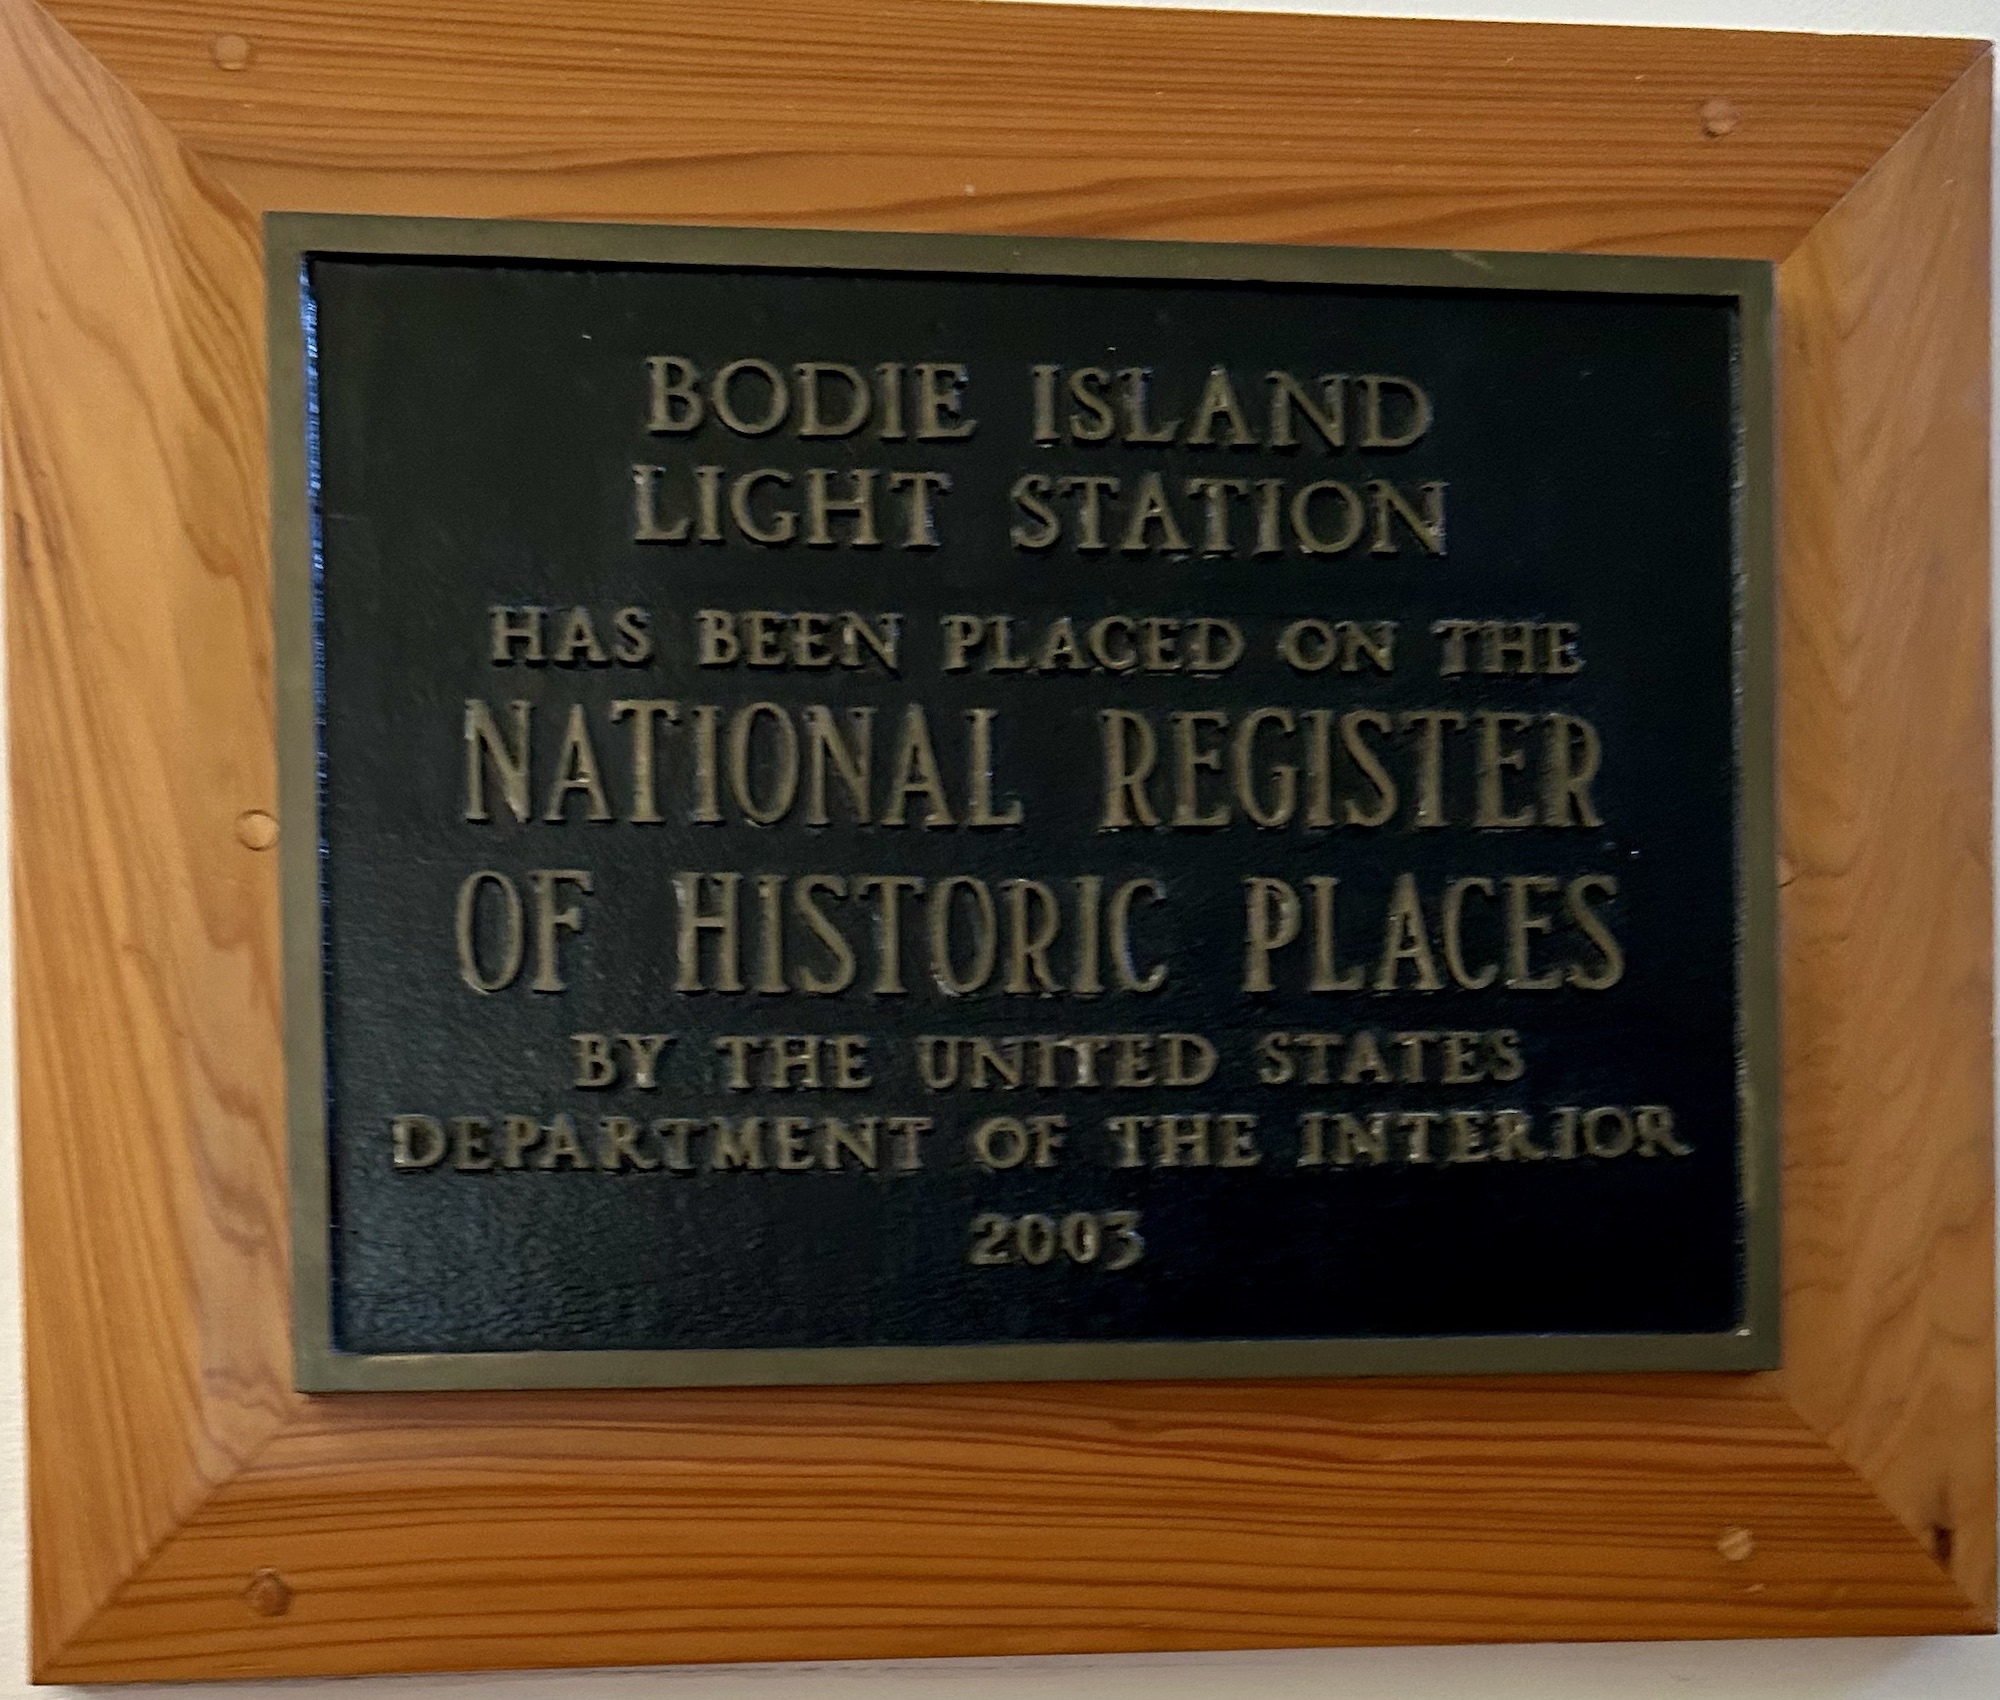 BODIE ISLAND
LIGHT STATION
HAS BEEN PLACED ON THE
NATIONAL REGISTER
OF HISTORIC PLACES
BY THE UNITED STATES
DEPARTMENT OF THE INTERIOR
2003